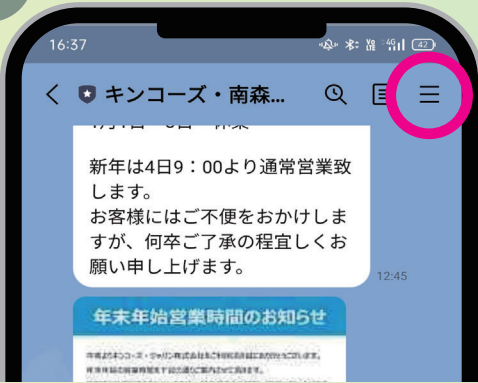 16:37
4G
42
キンコーズ・南森...
新年は4日9：00より通常営業致
します。
お客様にはご不便をおかけしま
すが、何卒ご了承の程宜しくお
願い申し上げます。
12:45
年末年始営業時間のお知らせ